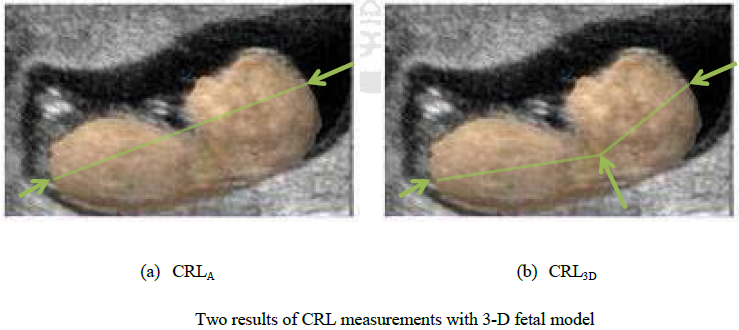 (a) CRLA
(b) CRL3D
Two results of CRL measurements with 3-D fetal model